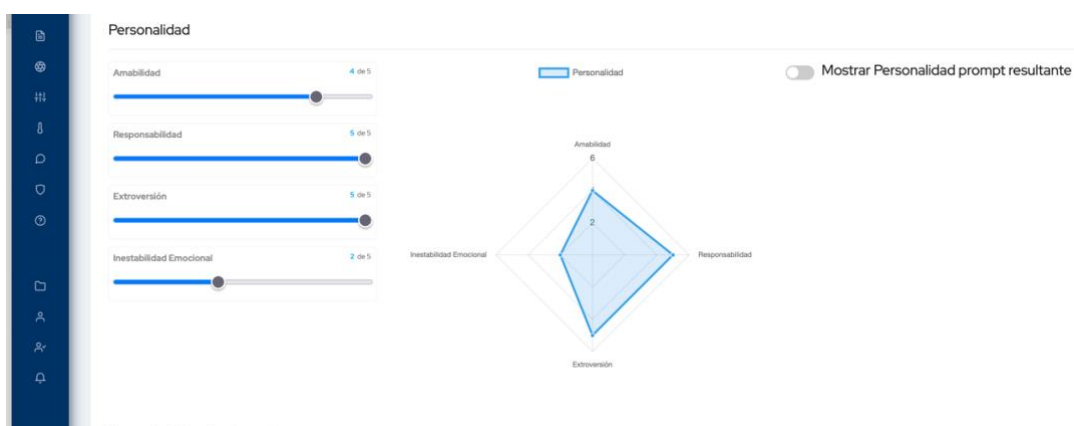 Personalidad
Amabilidad 4 de 5
Responsabilidad 5 de 5
Extroversión 5 de 5
Inestabilidad Emocional 2 de 5
Personalidad
Amabilidad
6
2
Inestabilidad Emocional
Responsabilidad
Extroversión
Mostrar Personalidad prompt resultante